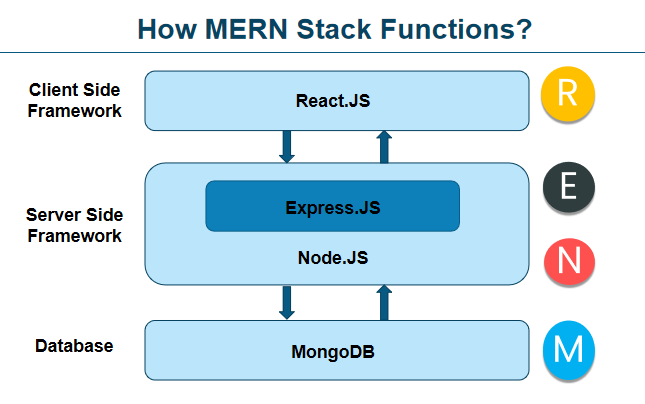 How MERN Stack Functions?
Client Side
Framework
React.JS
R
Express.JS
E
Server Side
Framework
Node.JS
N
Database
MongoDB
M